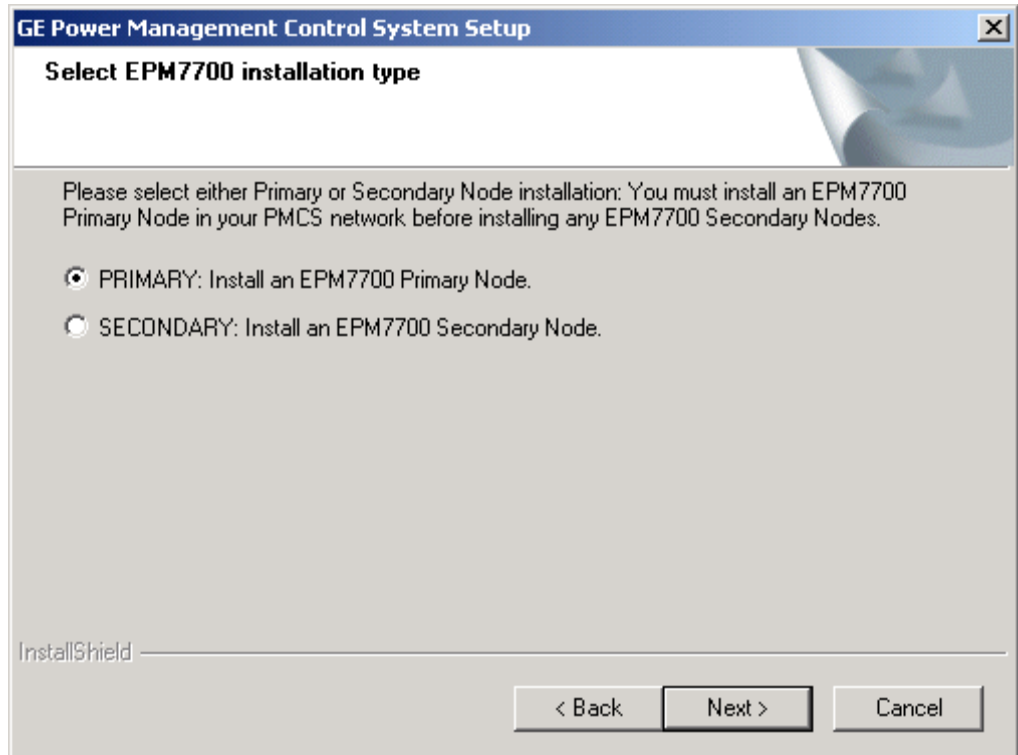 GE Power Management Control System Setup
Select EPM7700 installation type
Please select either Primary or Secondary Node installation: You must install an EPM7700
Primary Node in your PMCS network before installing any EPM7700 Secondary Nodes.
PRIMARY: Install an EPM7700 Primary Node.
SECONDARY: Install an EPM7700 Secondary Node.
InstallShield
< Back Next > Cancel